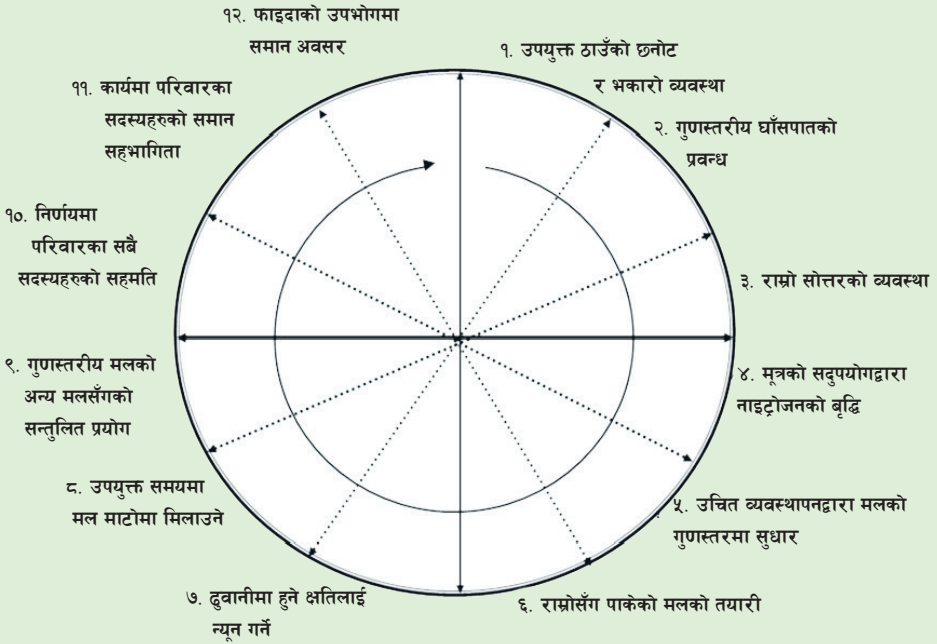 १. उपयुक्त ठाउँको छनोट
र भकारो व्यवस्था
२. गुणस्तरीय घाँसपातको
प्रवन्ध
३. राम्रो सोत्तरको व्यवस्था
४. मूत्रको सदुपयोगद्वारा
नाइट्रोजनको बृद्धि
५. उचित व्यवस्थापनद्वारा मलको
गुणस्तरमा सुधार
६. राम्रोसँग पाकेको मलको तयारी
७. ढुवानीमा हुने क्षतिलाई
न्यून गर्ने
८. उपयुक्त समयमा
मल माटोमा मिलाउने
९. गुणस्तरीय मलको
अन्य मलसँगको
सन्तुलित प्रयोग
१०. निर्णयमा
परिवारका सबै
सदस्यहरुको सहमति
११. कार्यमा परिवारका
सदस्यहरुको समान
सहभागिता
१२. फाइदाको उपभोगमा
समान अवसर